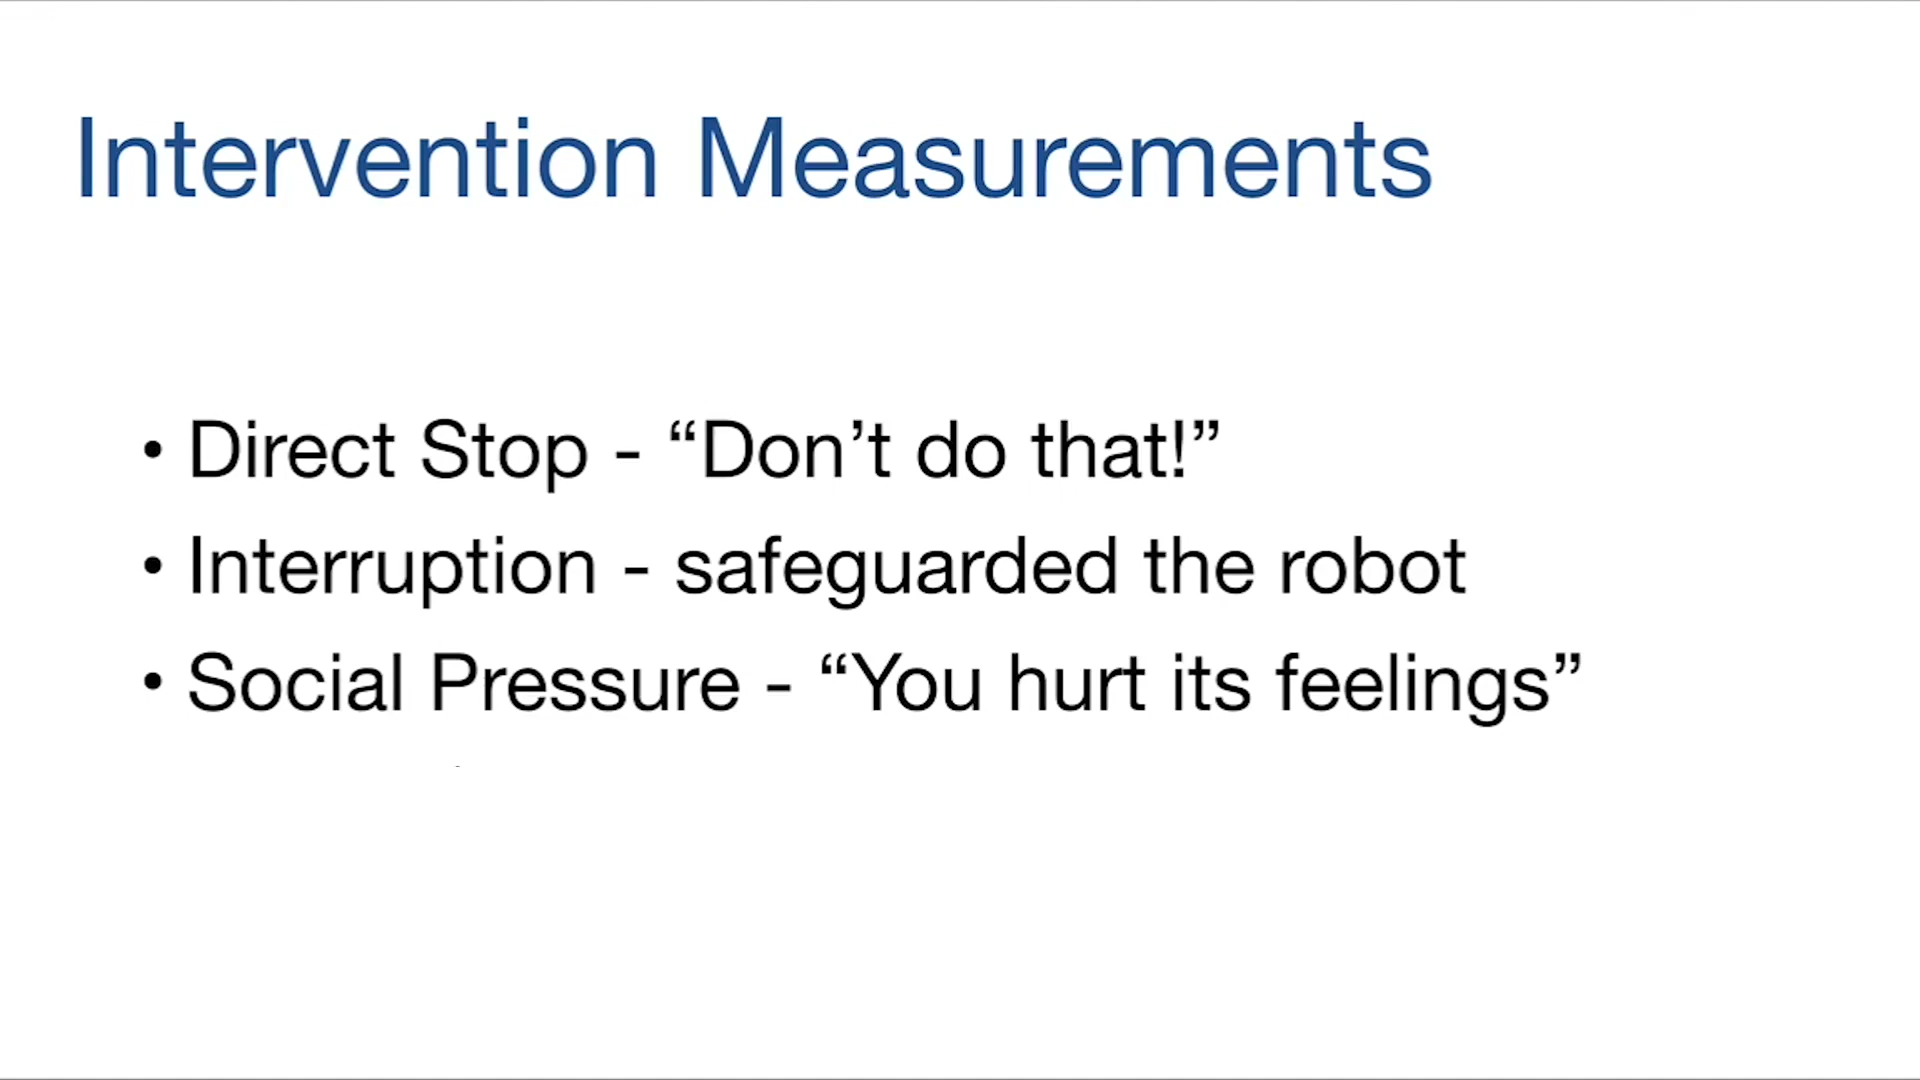 Intervention Measurements
• Direct Stop - “Don’t do that!”
• Interruption - safeguarded the robot
• Social Pressure - “You hurt its feelings”